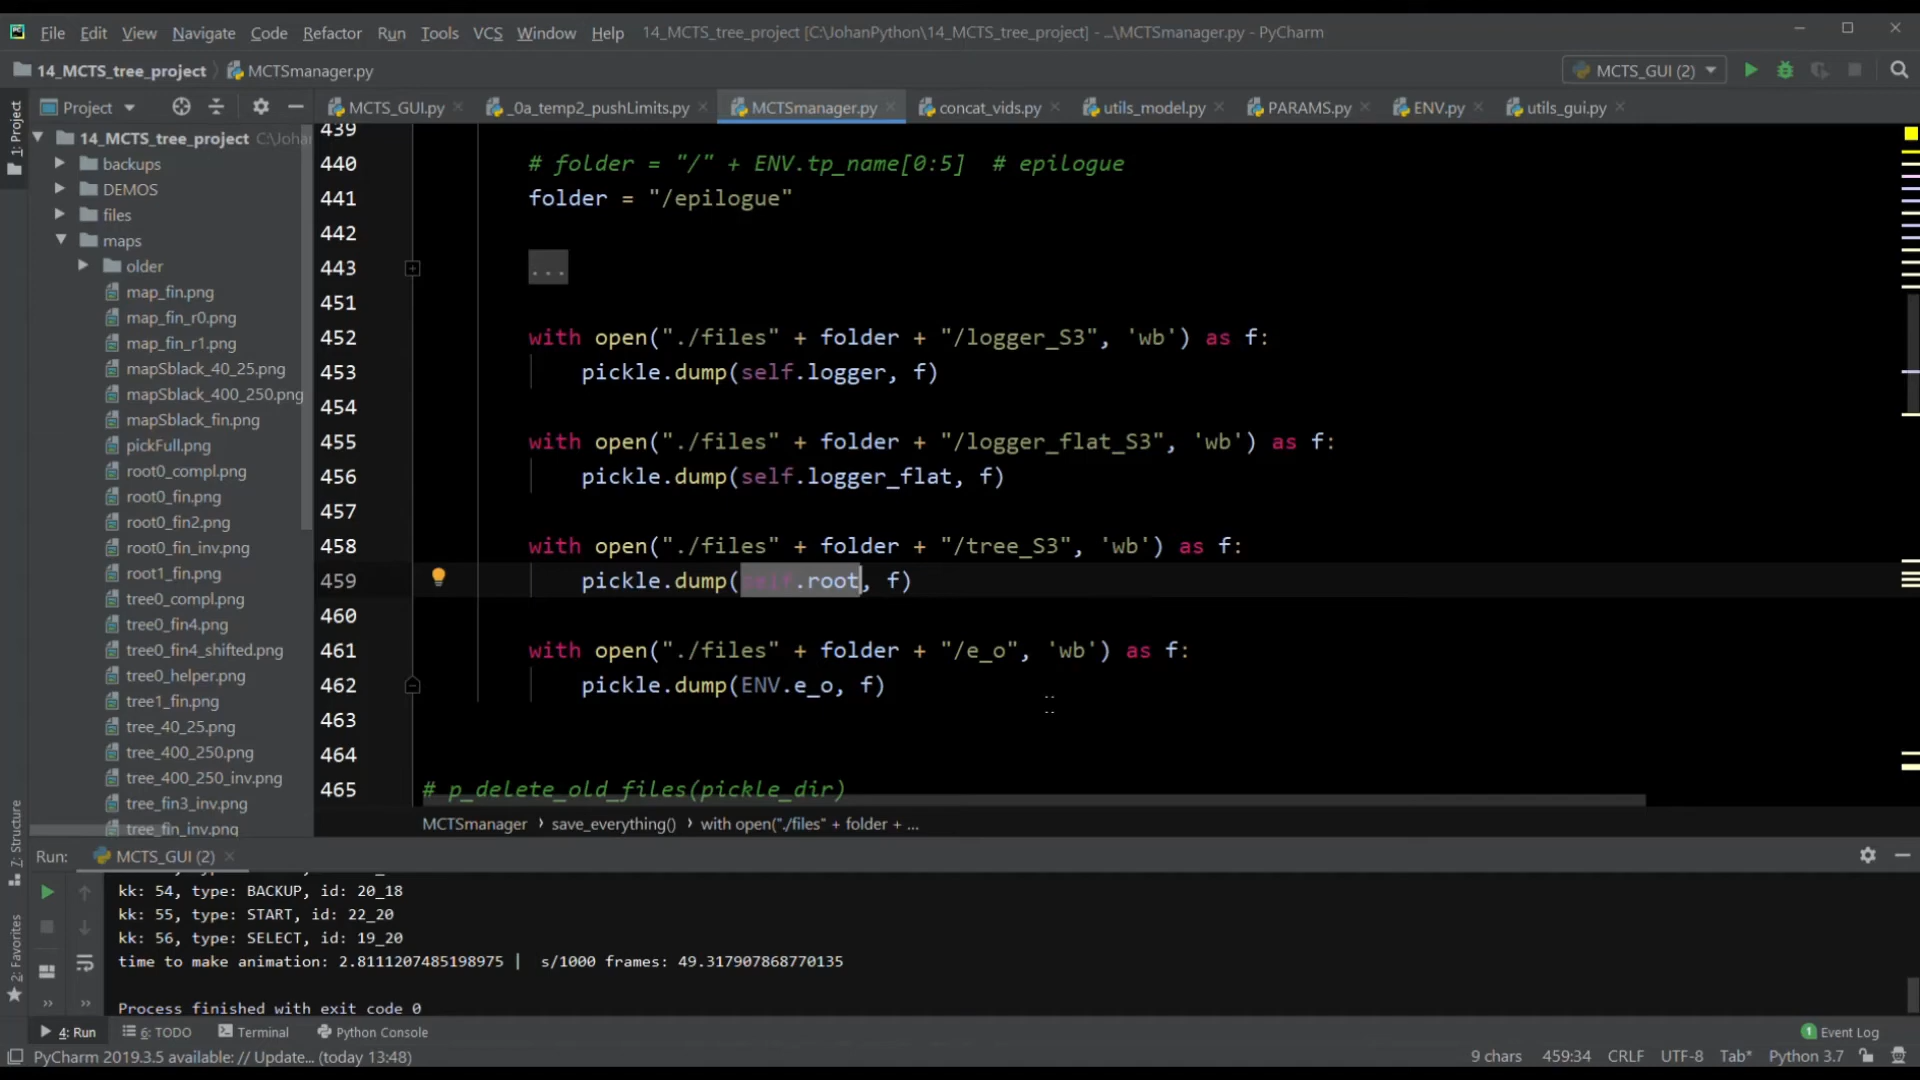 File Edit View Navigate Code Refactor Run Tools VCS Window Help 14_MCTS_tree_project [C:\JohanPython\14_MCTS_tree_project] - ...\MCTSmanager.py - PyCharm
14_MCTS_tree_project MCTSmanager.py MCTS_GUI (2)
Project MCTS_GUI.py _0a_temp2_pushLimits.py MCTSmanager.py concat_vids.py utils_model.py PARAMS.py ENV.py utils_gui.py
1: Project
14_MCTS_tree_project C:\Johan
backups
DEMOS
files
maps
older
map_fin.png
map_fin_r0.png
map_fin_r1.png
mapSblack_40_25.png
mapSblack_400_250.png
mapSblack_fin.png
pickFull.png
root0_compl.png
root0_fin.png
root0_fin2.png
root0_fin_inv.png
root1_fin.png
tree0_compl.png
tree0_fin4.png
tree0_fin4_shifted.png
tree0_helper.png
tree1_fin.png
tree_40_25.png
tree_400_250.png
tree_400_250_inv.png
tree_fin3_inv.png
tree_fin_inv.png
439
440 # folder = "/" + ENV.tp_name[0:5]  # epilogue
441 folder = "/epilogue"
442
443 ...
451
452 with open("./files" + folder + "/logger_S3", 'wb') as f:
453 pickle.dump(self.logger, f)
454
455 with open("./files" + folder + "/logger_flat_S3", 'wb') as f:
456 pickle.dump(self.logger_flat, f)
457
458 with open("./files" + folder + "/tree_S3", 'wb') as f:
459 pickle.dump(self.root, f)
460
461 with open("./files" + folder + "/e_o", 'wb') as f:
462 pickle.dump(ENV.e_o, f)
463
464
465 # p_delete_old_files(pickle_dir)
MCTSmanager › save_everything() › with open("./files" + folder + ...
7: Structure
2: Favorites
Run: MCTS_GUI (2)
kk: 54, type: BACKUP, id: 20_18
kk: 55, type: START, id: 22_20
kk: 56, type: SELECT, id: 19_20
time to make animation: 2.8111207485198975 |  s/1000 frames: 49.317907868770135
Process finished with exit code 0
4: Run 6: TODO Terminal Python Console 1 Event Log
PyCharm 2019.3.5 available: // Update... (today 13:48) 9 chars 459:34 CRLF UTF-8 Tab* Python 3.7